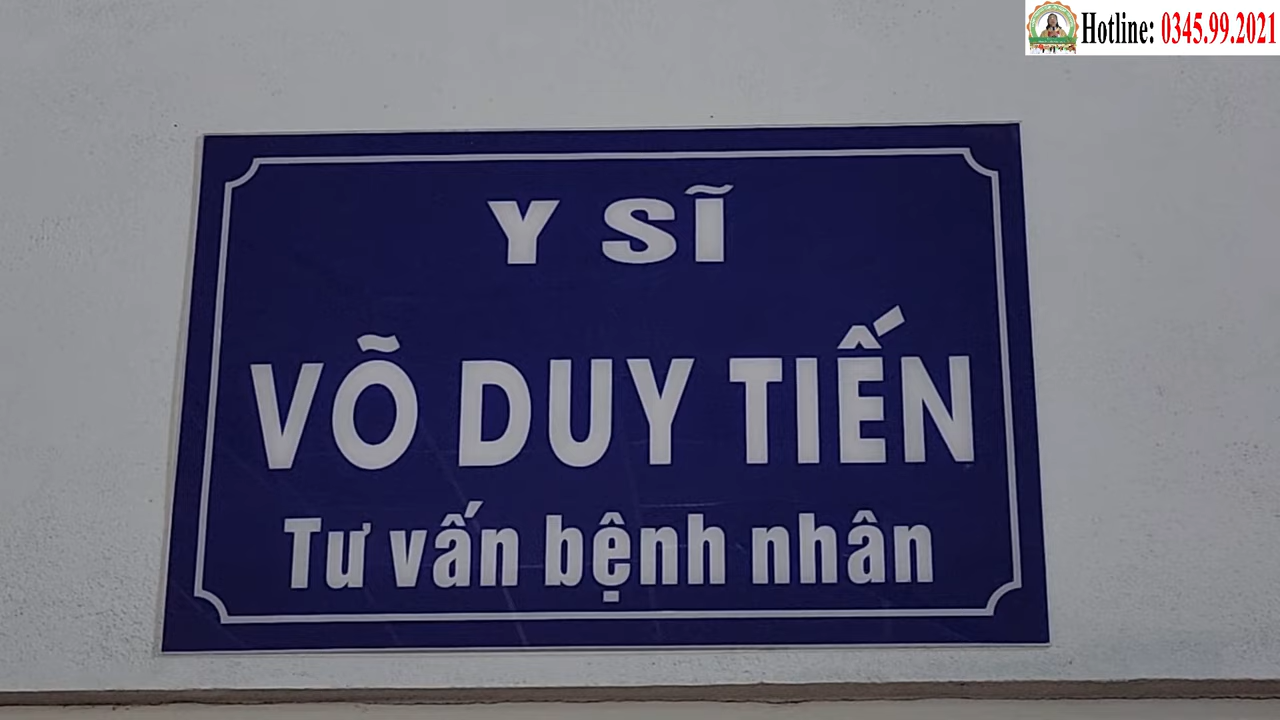 Hotline: 0345.99.2021
Y SĨ
VÕ DUY TIẾN
Tư vấn bệnh nhân